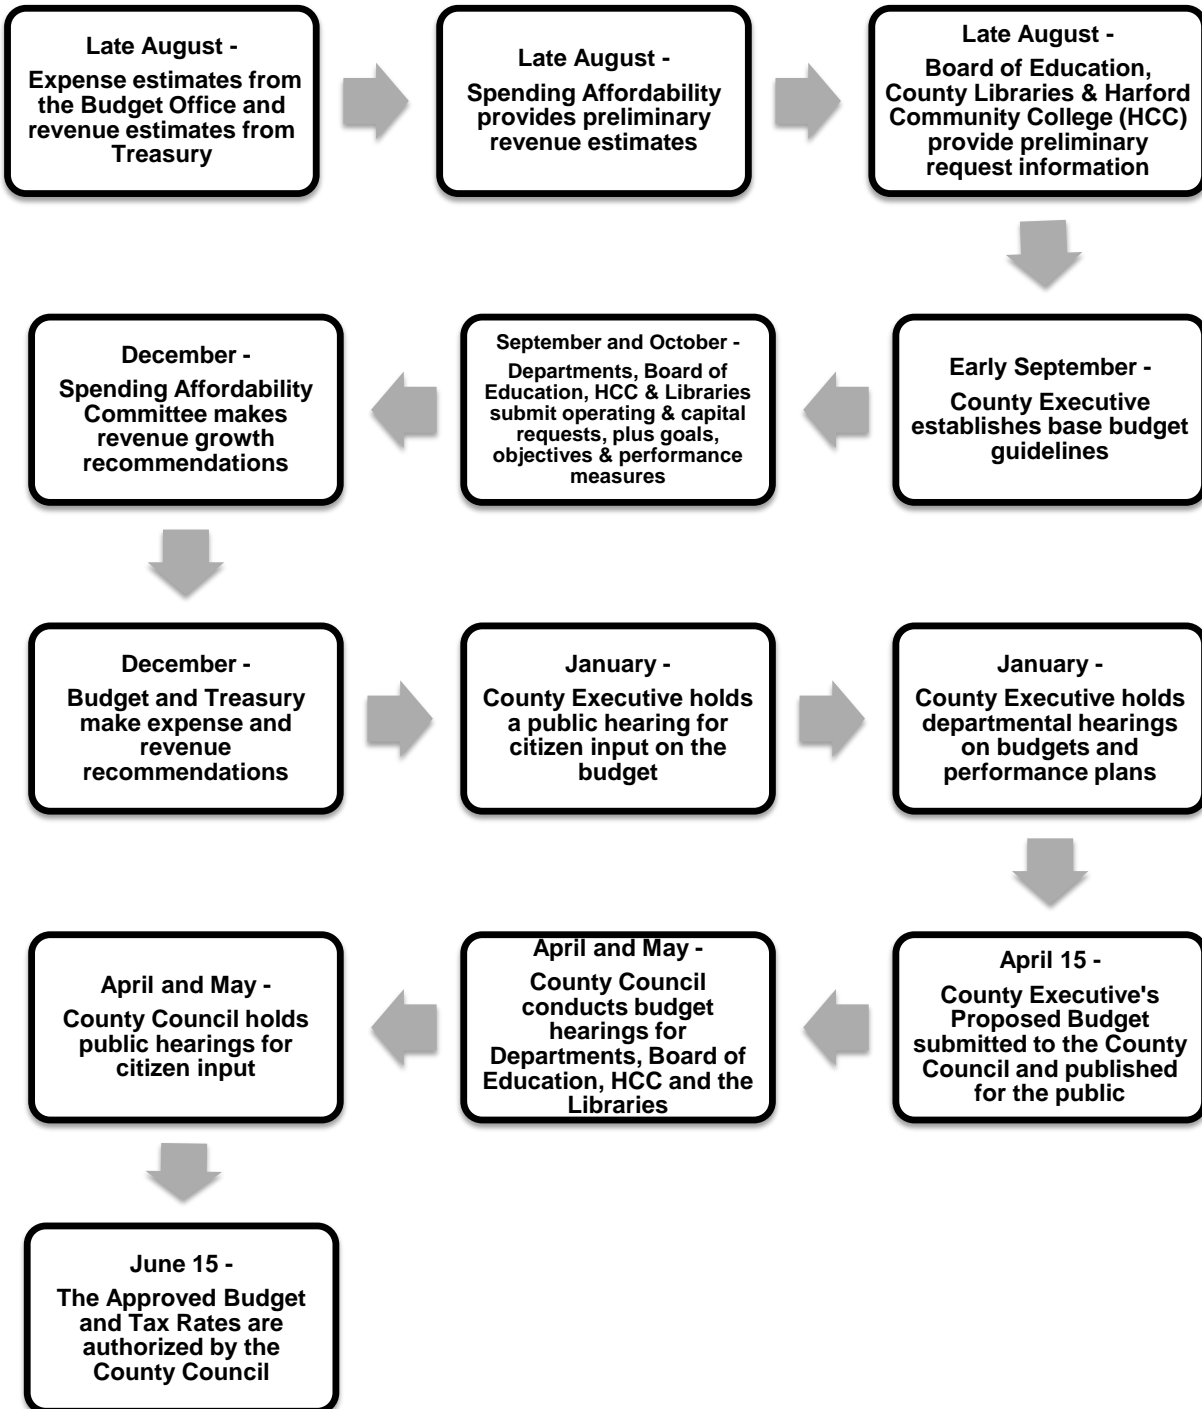 Late August -
Expense estimates from
the Budget Office and
revenue estimates from
Treasury
Late August -
Spending Affordability
provides preliminary
revenue estimates
Late August -
Board of Education,
County Libraries & Harford
Community College (HCC)
provide preliminary
request information
Early September -
County Executive
establishes base budget
guidelines
September and October -
Departments, Board of
Education, HCC & Libraries
submit operating & capital
requests, plus goals,
objectives & performance
measures
December -
Spending Affordability
Committee makes
revenue growth
recommendations
December -
Budget and Treasury
make expense and
revenue
recommendations
January -
County Executive holds
a public hearing for
citizen input on the
budget
January -
County Executive holds
departmental hearings
on budgets and
performance plans
April 15 -
County Executive's
Proposed Budget
submitted to the County
Council and published
for the public
April and May -
County Council
conducts budget
hearings for
Departments, Board of
Education, HCC and the
Libraries
April and May -
County Council holds
public hearings for
citizen input
June 15 -
The Approved Budget
and Tax Rates are
authorized by the
County Council